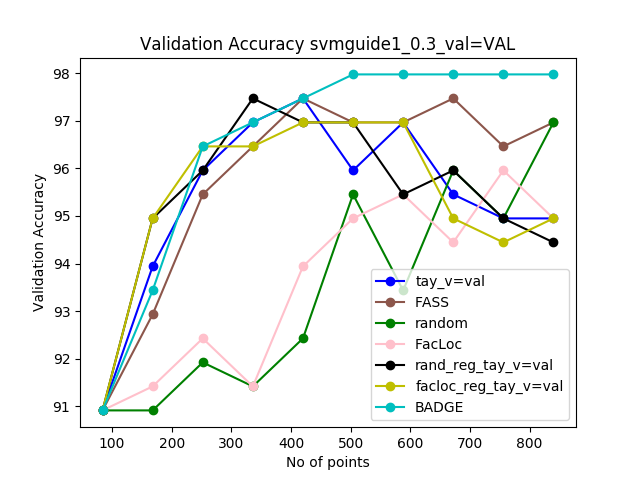 Validation Accuracy svmguide1_0.3_val=VAL
98
97
96
95
94
93
92
91
Validation Accuracy
100 200 300 400 500 600 700 800
No of points
tay_v=val
FASS
random
FacLoc
rand_reg_tay_v=val
facloc_reg_tay_v=val
BADGE